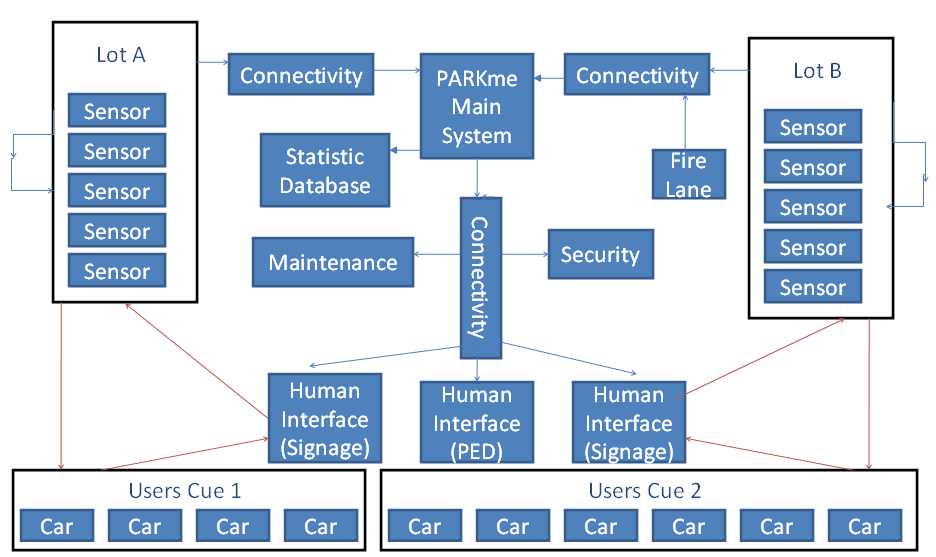 Lot A
Sensor
Sensor
Sensor
Sensor
Sensor
Connectivity
PARKme
Main
System
Connectivity
Statistic
Database
Fire
Lane
Lot B
Sensor
Sensor
Sensor
Sensor
Sensor
Connectivity
Maintenance
Security
Human
Interface
(Signage)
Human
Interface
(PED)
Human
Interface
(Signage)
Users Cue 1
Car
Car
Car
Car
Users Cue 2
Car
Car
Car
Car
Car
Car